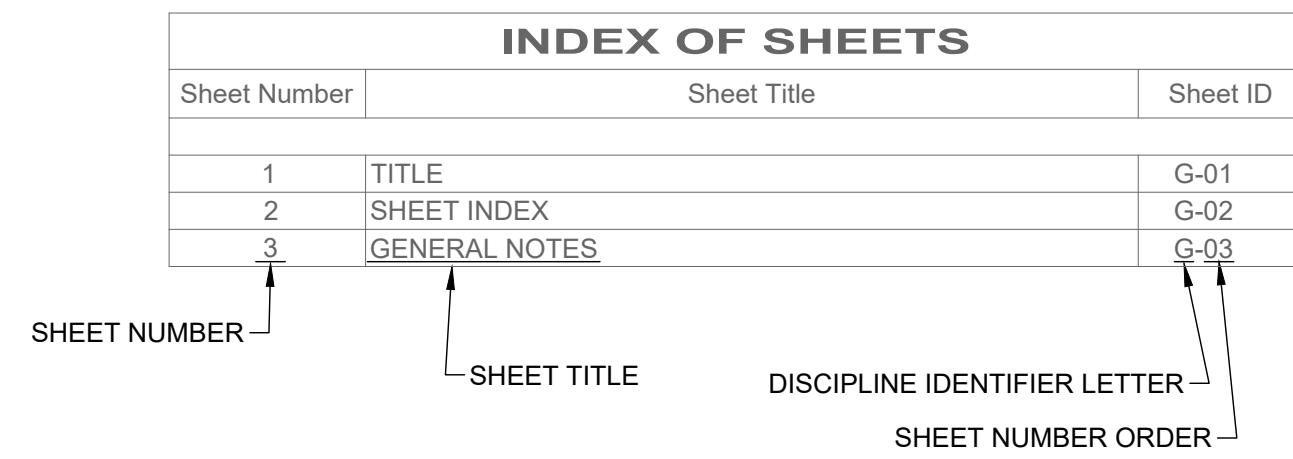 INDEX OF SHEETS
Sheet Number Sheet Title Sheet ID
1 TITLE G-01
2 SHEET INDEX G-02
3 GENERAL NOTES G-03
SHEET NUMBER
SHEET TITLE
DISCIPLINE IDENTIFIER LETTER
SHEET NUMBER ORDER